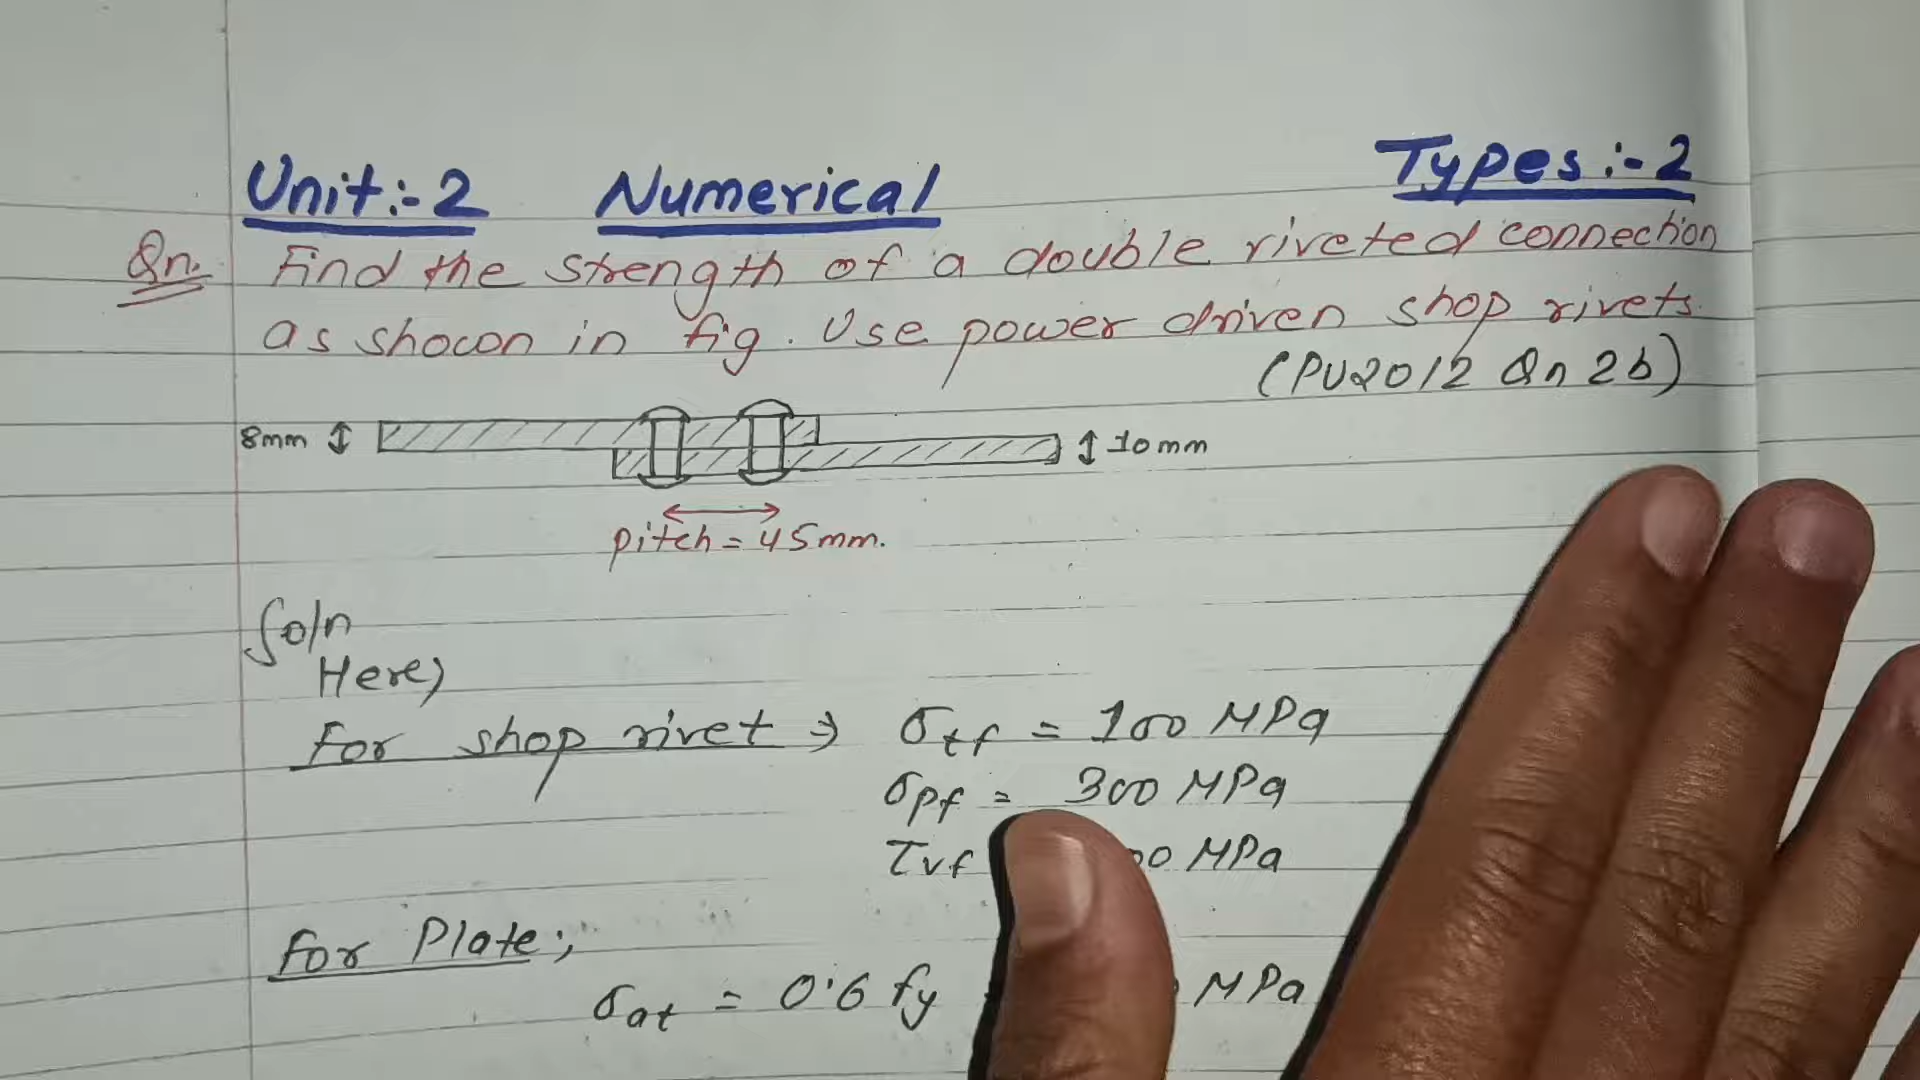 Unit:- 2 Numerical Types:- 2
Qn. Find the strength of a double riveted connection
as shown in fig. Use power driven shop rivets.
(PU2012 Qn 2b)
8mm 10mm
pitch = 45mm.
Soln
Here,
for shop rivet ⇒ σtf = 100 MPa
σpf = 300 MPa
τvf 00 MPa
for Plate;
σat = 0.6 fy MPa